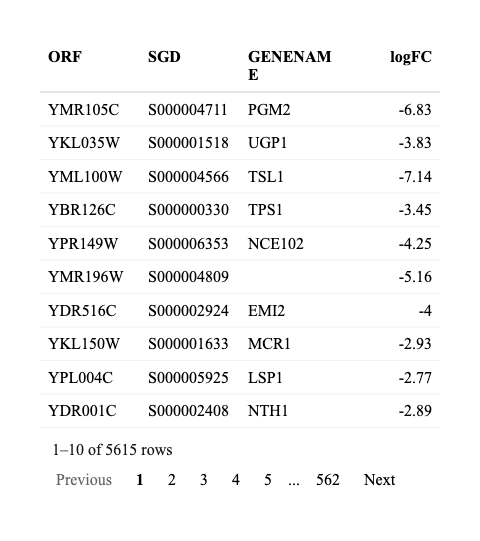 ORF SGD GENENAM
E logFC
YMR105C S000004711 PGM2 -6.83
YKL035W S000001518 UGP1 -3.83
YML100W S000004566 TSL1 -7.14
YBR126C S000000330 TPS1 -3.45
YPR149W S000006353 NCE102 -4.25
YMR196W S000004809 -5.16
YDR516C S000002924 EMI2 -4
YKL150W S000001633 MCR1 -2.93
YPL004C S000005925 LSP1 -2.77
YDR001C S000002408 NTH1 -2.89
1–10 of 5615 rows
Previous 1 2 3 4 5 ... 562 Next